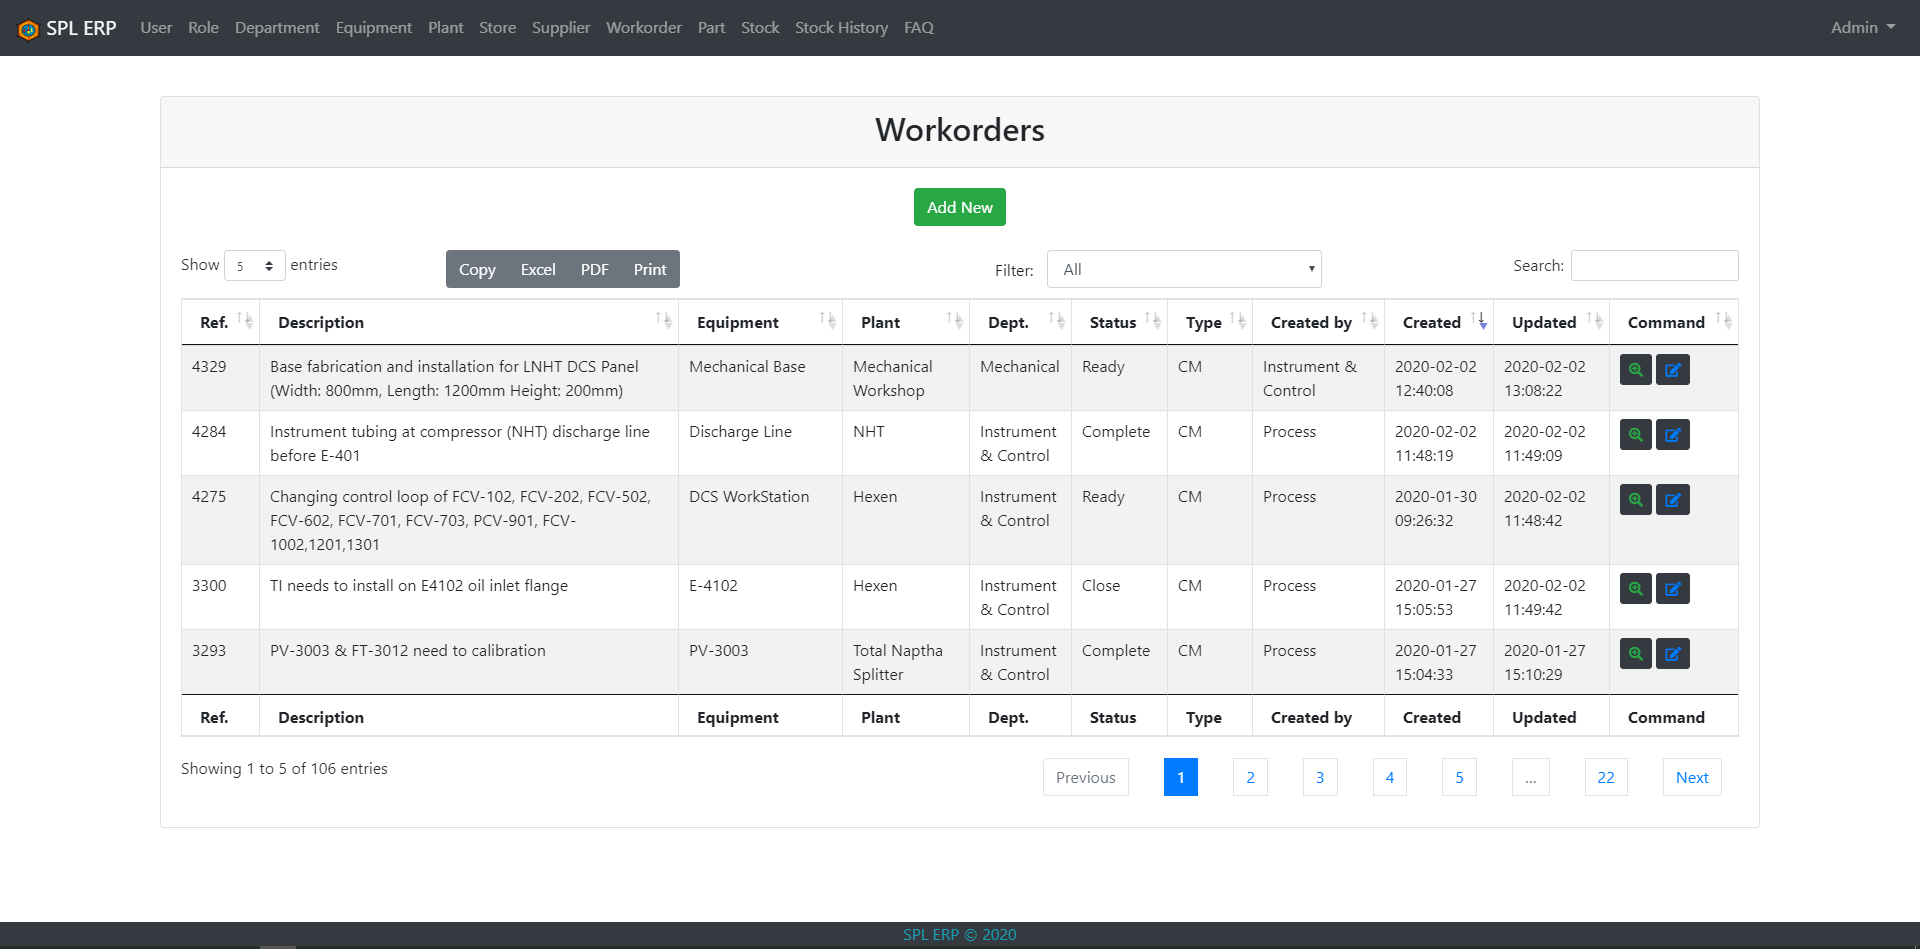 SPL ERP User Role Department Equipment Plant Store Supplier Workorder Part Stock Stock History FAQ Admin
Workorders
Add New
Show 5 entries Copy Excel PDF Print Filter: All Search:
Ref. Description Equipment Plant Dept. Status Type Created by Created Updated Command
4329 Base fabrication and installation for LNHT DCS Panel Mechanical Base Mechanical Mechanical Ready CM Instrument & 2020-02-02 2020-02-02
(Width: 800mm, Length: 1200mm Height: 200mm) Workshop Control 12:40:08 13:08:22
4284 Instrument tubing at compressor (NHT) discharge line Discharge Line NHT Instrument Complete CM Process 2020-02-02 2020-02-02
before E-401 & Control 11:48:19 11:49:09
4275 Changing control loop of FCV-102, FCV-202, FCV-502, DCS WorkStation Hexen Instrument Ready CM Process 2020-01-30 2020-02-02
FCV-602, FCV-701, FCV-703, PCV-901, FCV- & Control 09:26:32 11:48:42
1002,1201,1301
3300 TI needs to install on E4102 oil inlet flange E-4102 Hexen Instrument Close CM Process 2020-01-27 2020-02-02
& Control 15:05:53 11:49:42
3293 PV-3003 & FT-3012 need to calibration PV-3003 Total Naptha Instrument Complete CM Process 2020-01-27 2020-01-27
Splitter & Control 15:04:33 15:10:29
Ref. Description Equipment Plant Dept. Status Type Created by Created Updated Command
Showing 1 to 5 of 106 entries Previous 1 2 3 4 5 ... 22 Next
SPL ERP © 2020